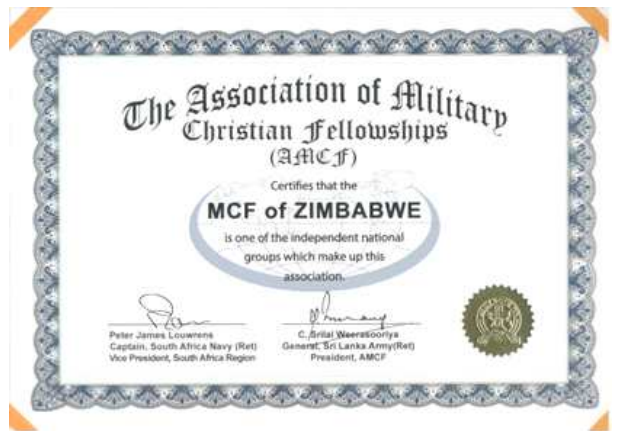 The Association of Military
Christian Fellowships
(AMCF)
Certifies that the
MCF of ZIMBABWE
is one of the independent national
groups which make up this
association.
Peter James Louwrens
Captain, South Africa Navy (Ret)
Vice President, South Africa Region
C. Srilal Weerasooriya
General, Sri Lanka Army(Ret)
President, AMCF